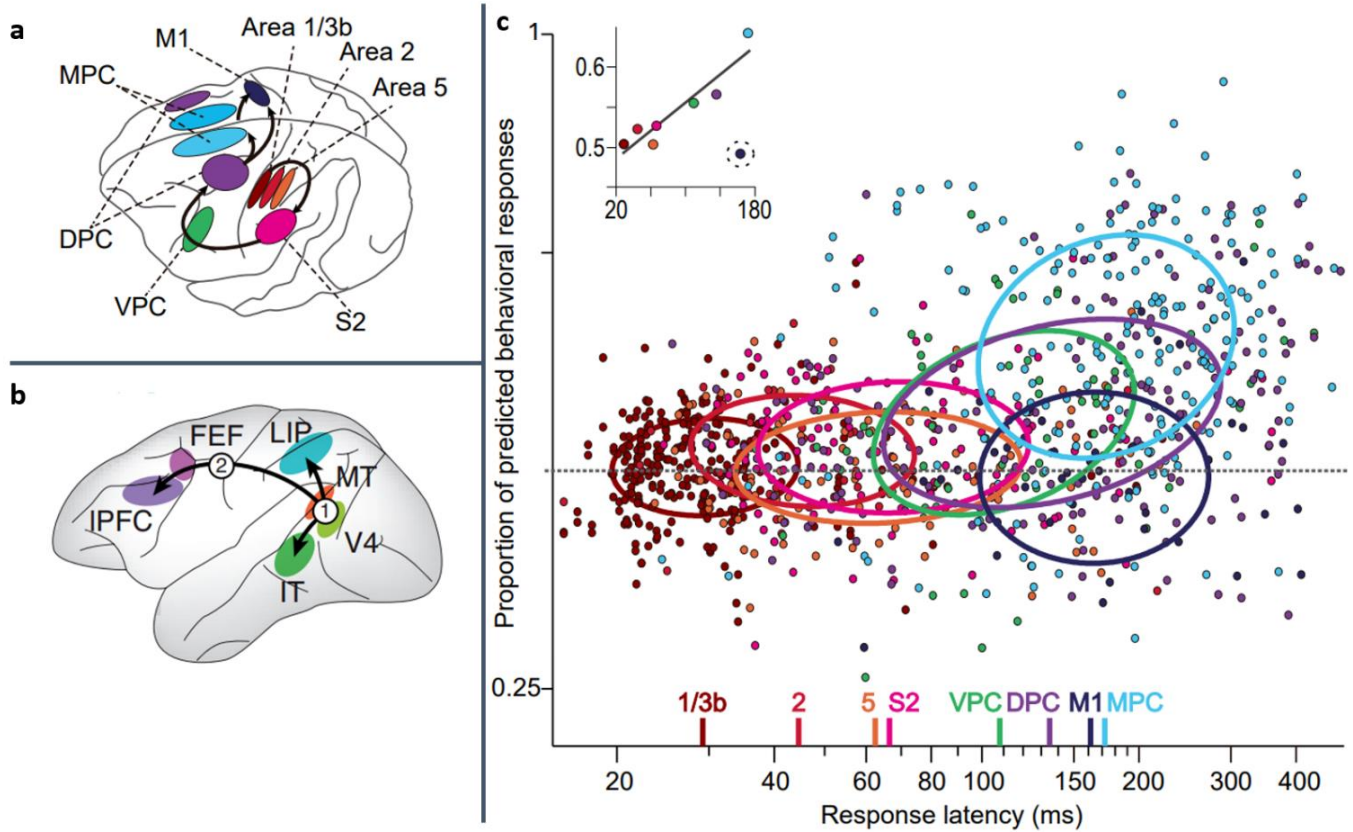 a
M1
Area 1/3b
MPC
Area 2
Area 5
DPC
VPC
S2
b
FEF
LIP
2
MT
lPFC
1
V4
IT
c
Proportion of predicted behavioral responses
1
0.25
0.6
0.5
20
180
1/3b
2
5
S2
VPC
DPC
M1
MPC
20
40
60
80
100
150
200
300
400
Response latency (ms)